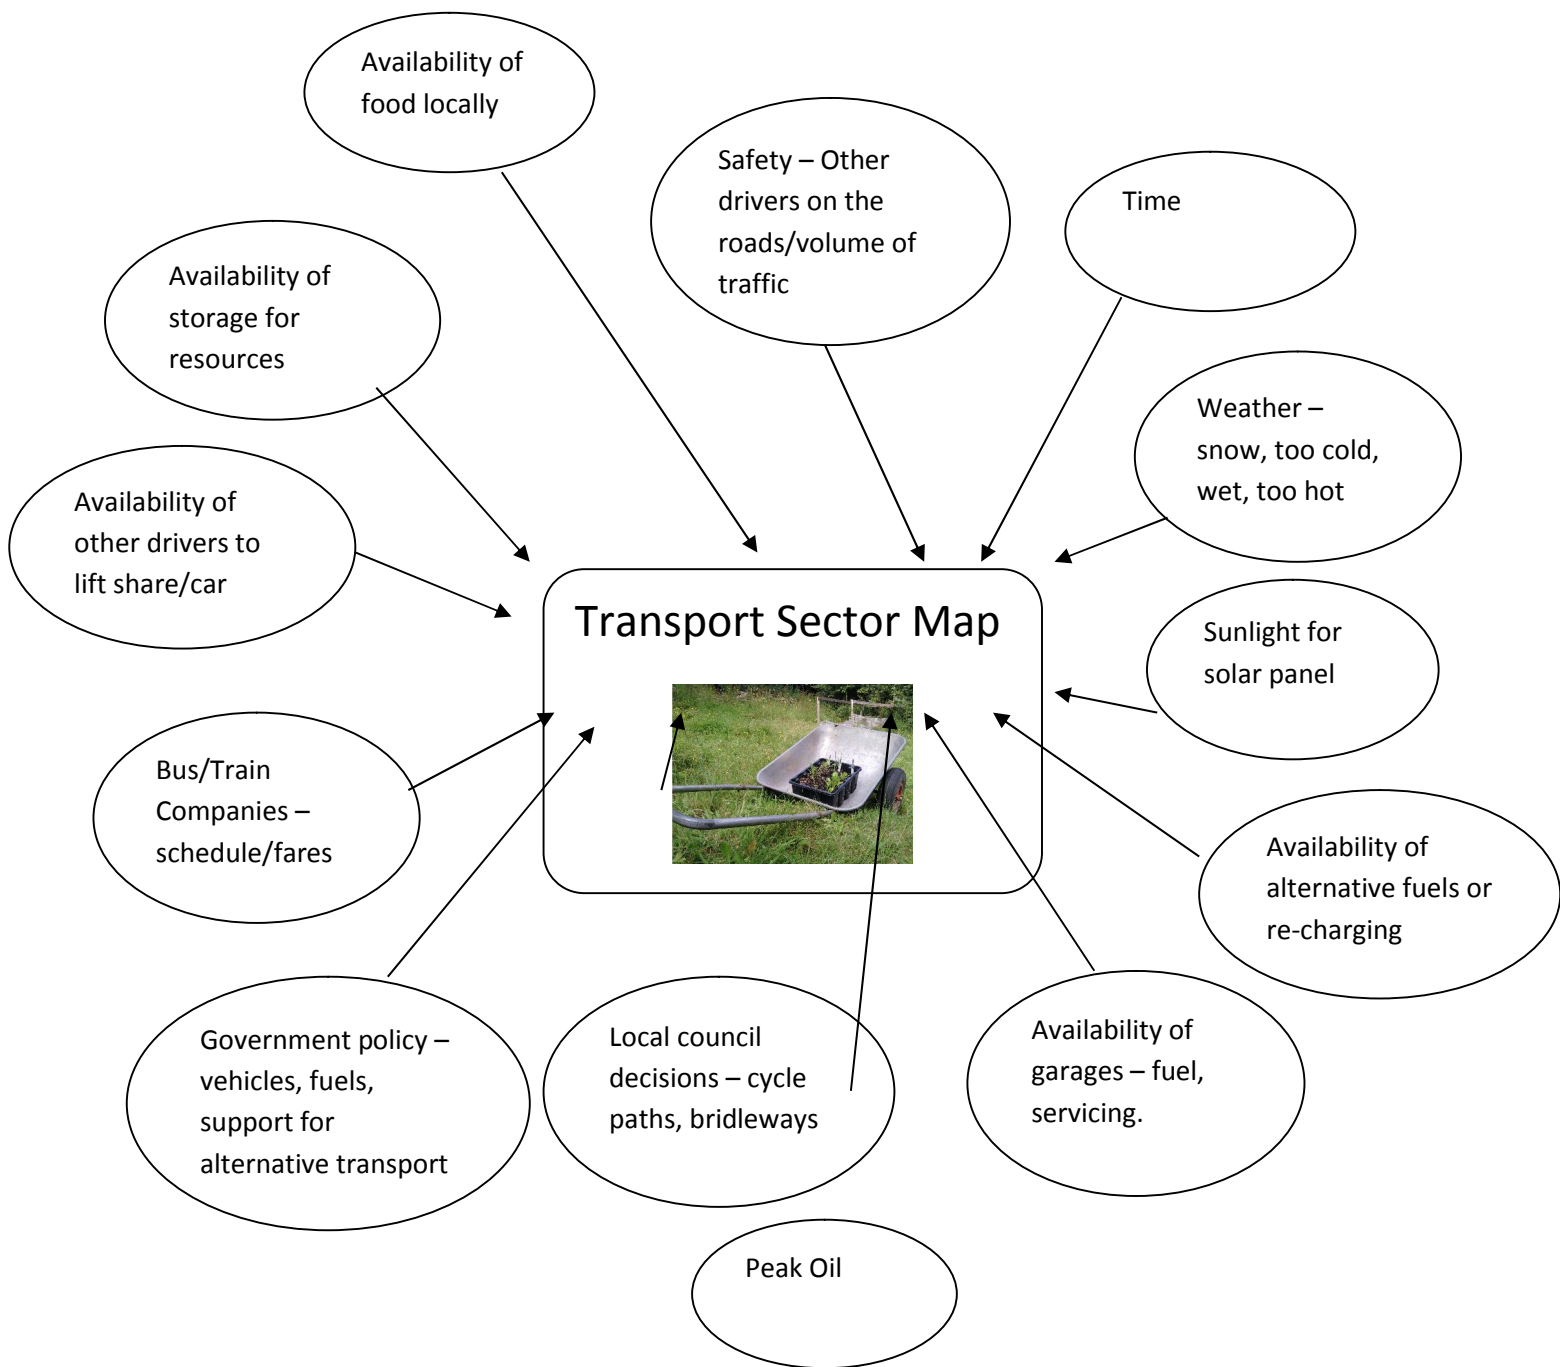 Availability of
food locally
Safety – Other
drivers on the
roads/volume of
traffic
Time
Availability of
storage for
resources
Weather –
snow, too cold,
wet, too hot
Availability of
other drivers to
lift share/car
Transport Sector Map
Sunlight for
solar panel
Bus/Train
Companies –
schedule/fares
Availability of
alternative fuels or
re-charging
Government policy –
vehicles, fuels,
support for
alternative transport
Local council
decisions – cycle
paths, bridleways
Availability of
garages – fuel,
servicing.
Peak Oil